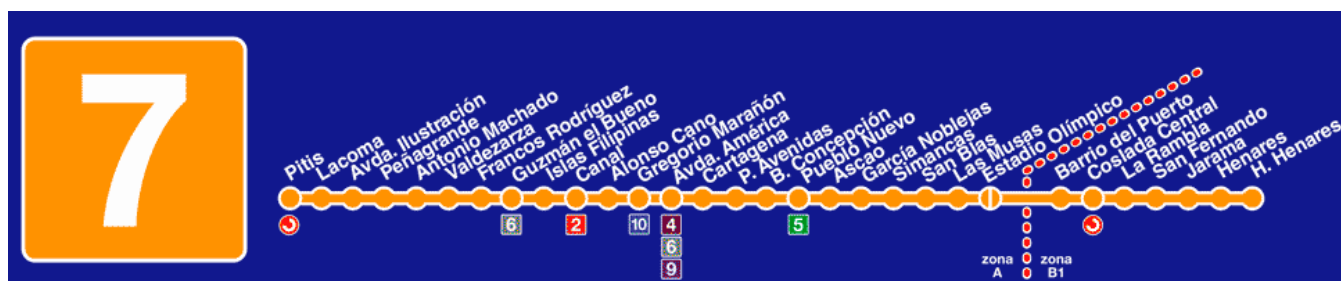 7
Pitis
Lacoma
Avda. Ilustración
Peñagrande
Antonio Machado
Valdezarza
Francos Rodríguez
Guzmán el Bueno
Islas Filipinas
Canal
Alonso Cano
Gregorio Marañón
Avda. América
Cartagena
P. Avenidas
B. Concepción
Pueblo Nuevo
Ascao
García Noblejas
Simancas
San Blas
Las Musas
Estadio Olímpico
Barrio del Puerto
Coslada Central
La Rambla
San Fernando
Jarama
Henares
H. Henares
6
2
10
4
6
9
5
zona
A
zona
B1